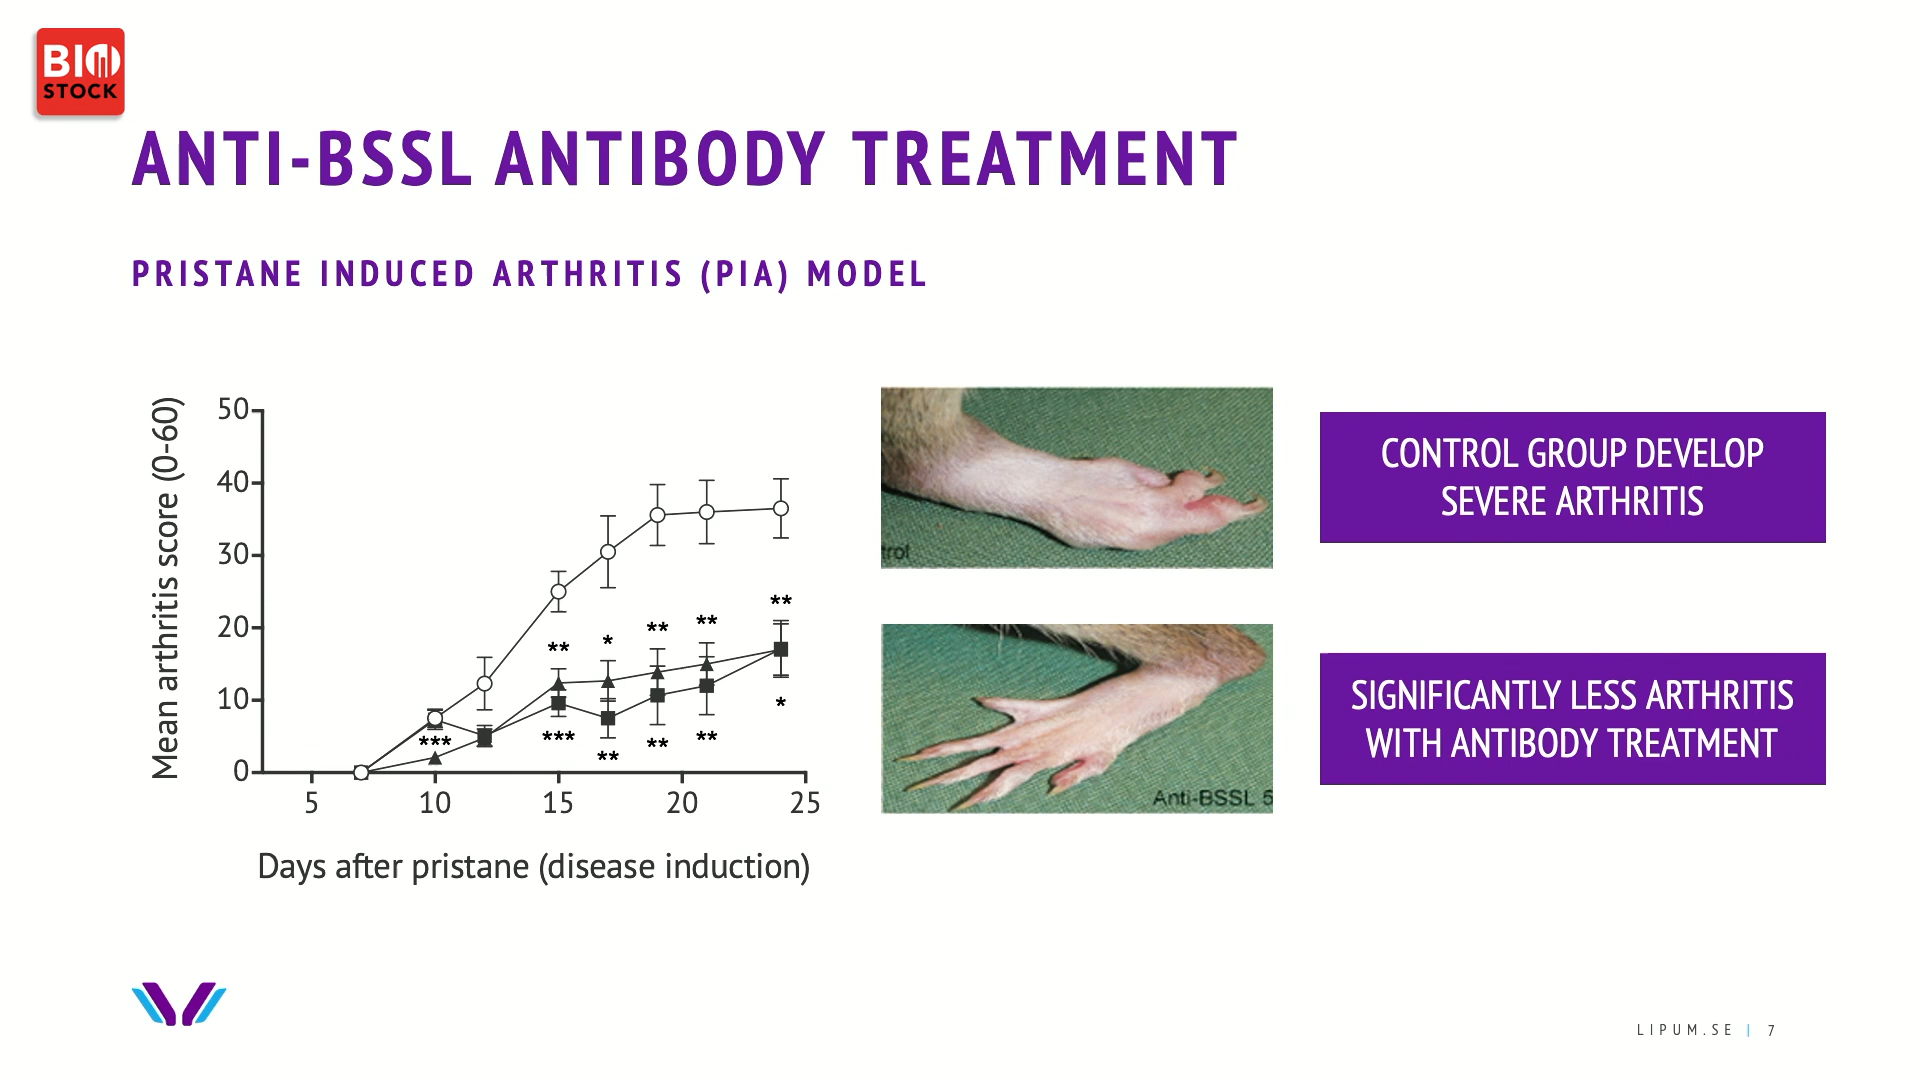 BIO
STOCK
ANTI-BSSL ANTIBODY TREATMENT
PRISTANE INDUCED ARTHRITIS (PIA) MODEL
Mean arthritis score (0-60)
50
40
30
20
10
0
** * ** ** **
*** *** ** ** ** *
5 10 15 20 25
Days after pristane (disease induction)
trol
Anti-BSSL 5
CONTROL GROUP DEVELOP
SEVERE ARTHRITIS
SIGNIFICANTLY LESS ARTHRITIS
WITH ANTIBODY TREATMENT
LIPUM.SE | 7